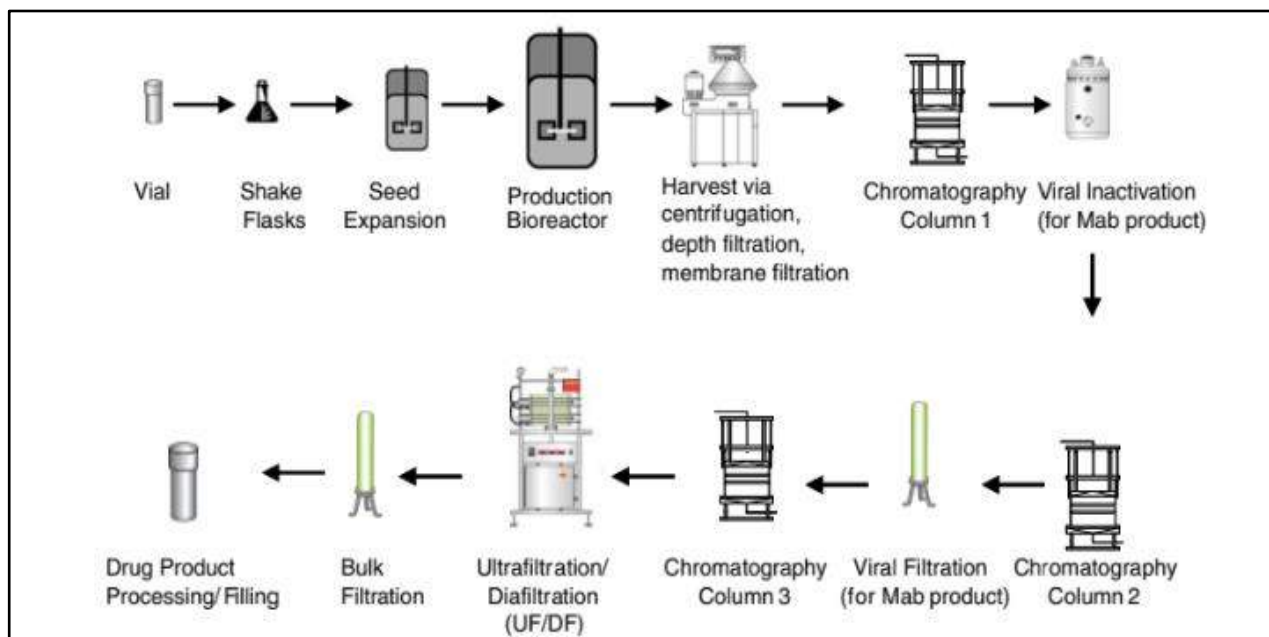 Vial
Shake
Flasks
Seed
Expansion
Production
Bioreactor
Harvest via
centrifugation,
depth filtration,
membrane filtration
Chromatography
Column 1
Viral Inactivation
(for Mab product)
Drug Product
Processing/ Filling
Bulk
Filtration
Ultrafiltration/
Diafiltration
(UF/DF)
Chromatography
Column 3
Viral Filtration
(for Mab product)
Chromatography
Column 2